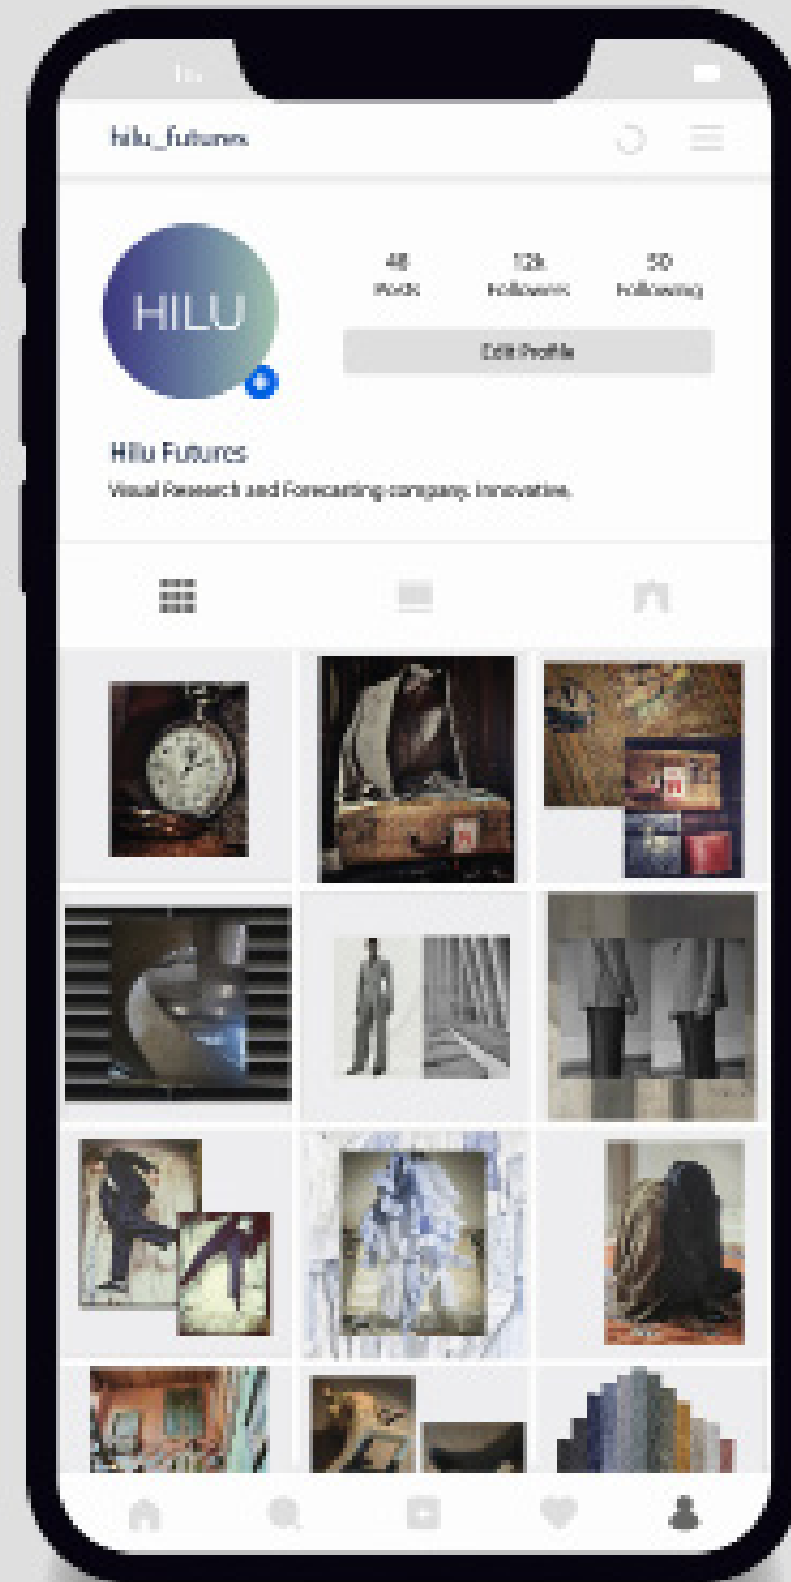 hilu_futures
HILU
48 12k 50
Posts Followers Following
Edit Profile
Hilu Futures
Visual Research and Forecasting company. Innovative.